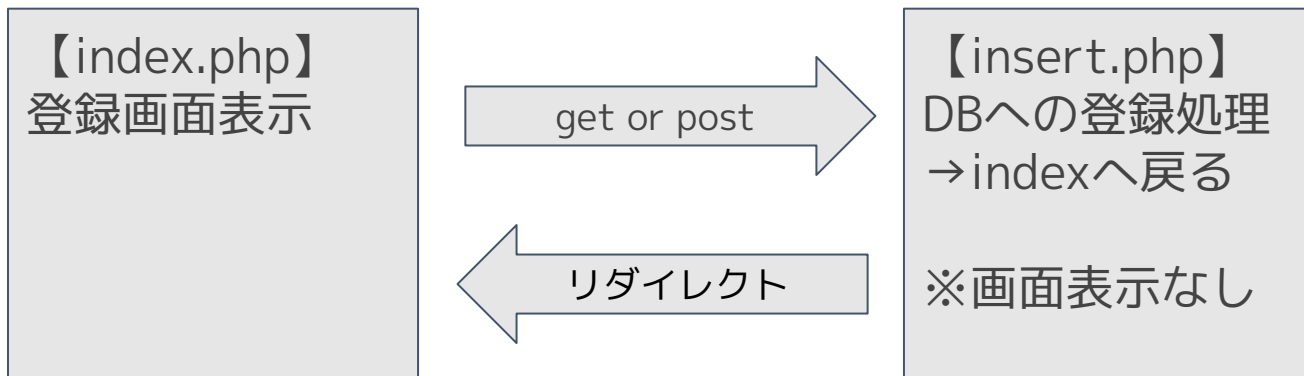 【index.php】
登録画面表示
get or post
リダイレクト
【insert.php】
DBへの登録処理
→indexへ戻る
※画面表示なし